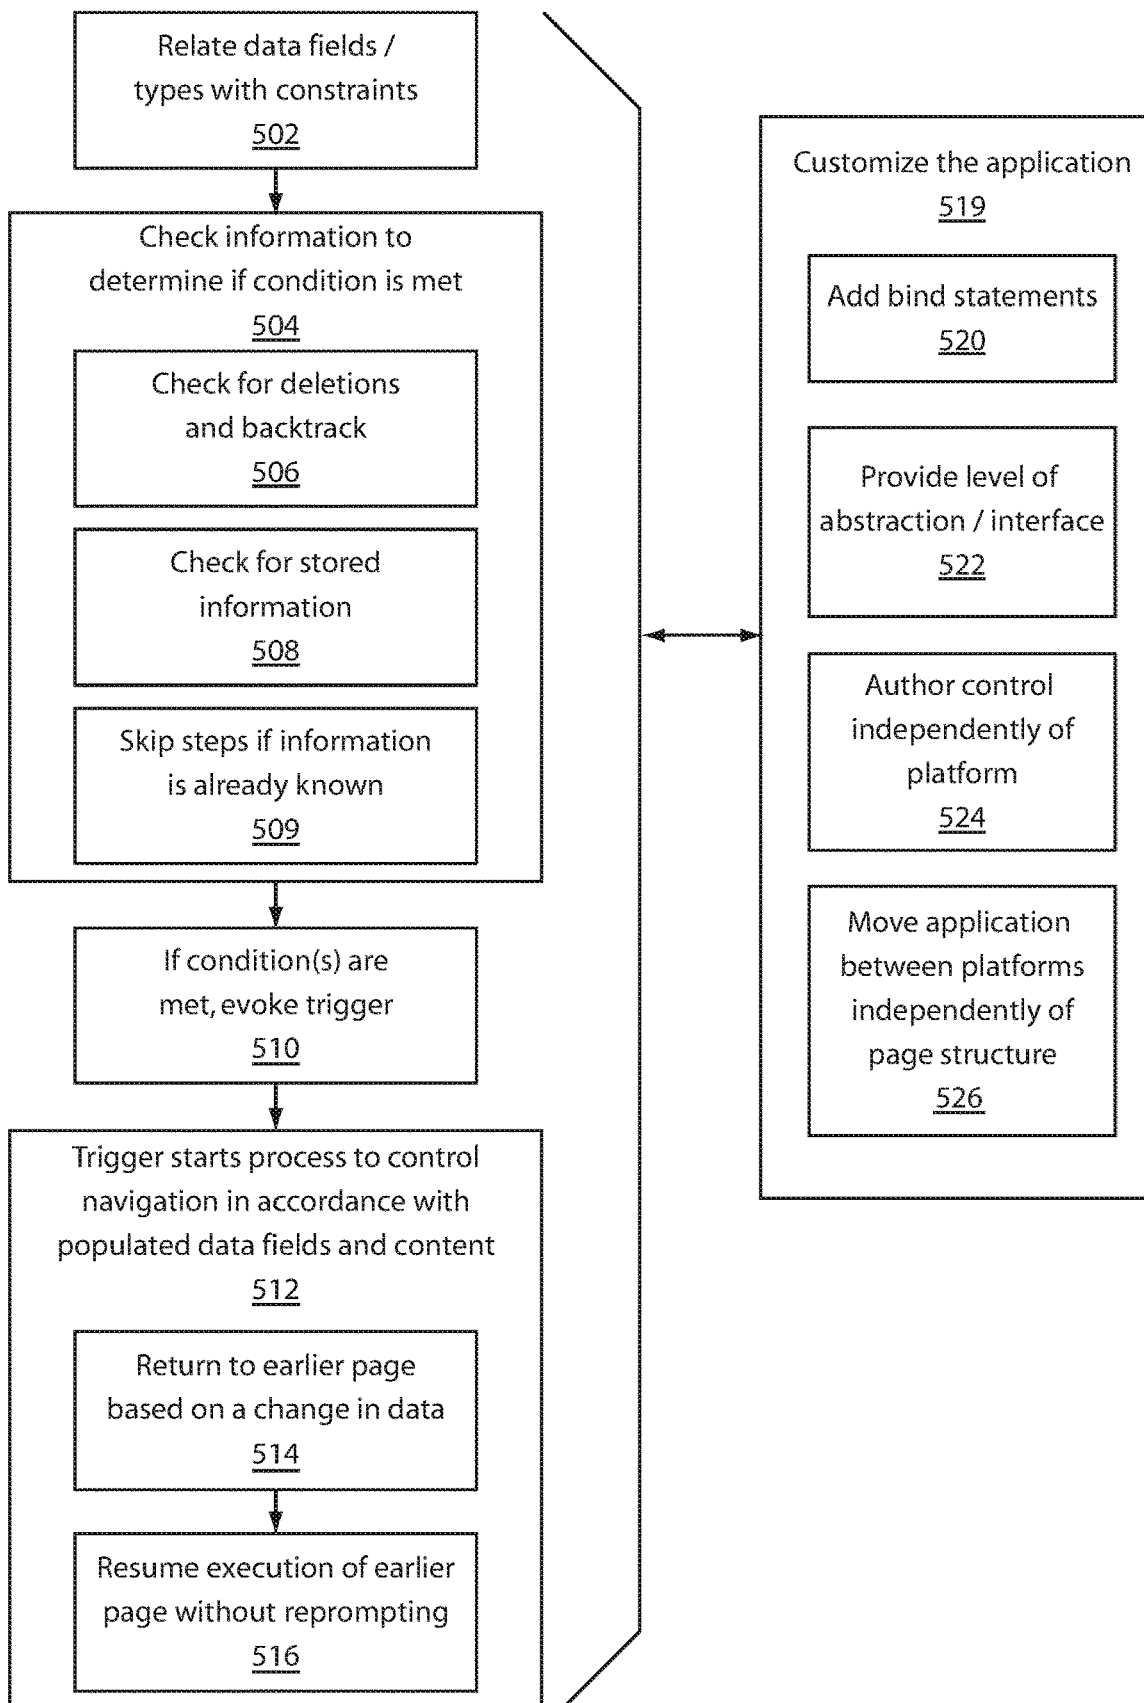 Relate data fields /
types with constraints
502
Check information to
determine if condition is met
504
Check for deletions
and backtrack
506
Check for stored
information
508
Skip steps if information
is already known
509
If condition(s) are
met, evoke trigger
510
Trigger starts process to control
navigation in accordance with
populated data fields and content
512
Return to earlier page
based on a change in data
514
Resume execution of earlier
page without reprompting
516
Customize the application
519
Add bind statements
520
Provide level of
abstraction / interface
522
Author control
independently of
platform
524
Move application
between platforms
independently of
page structure
526